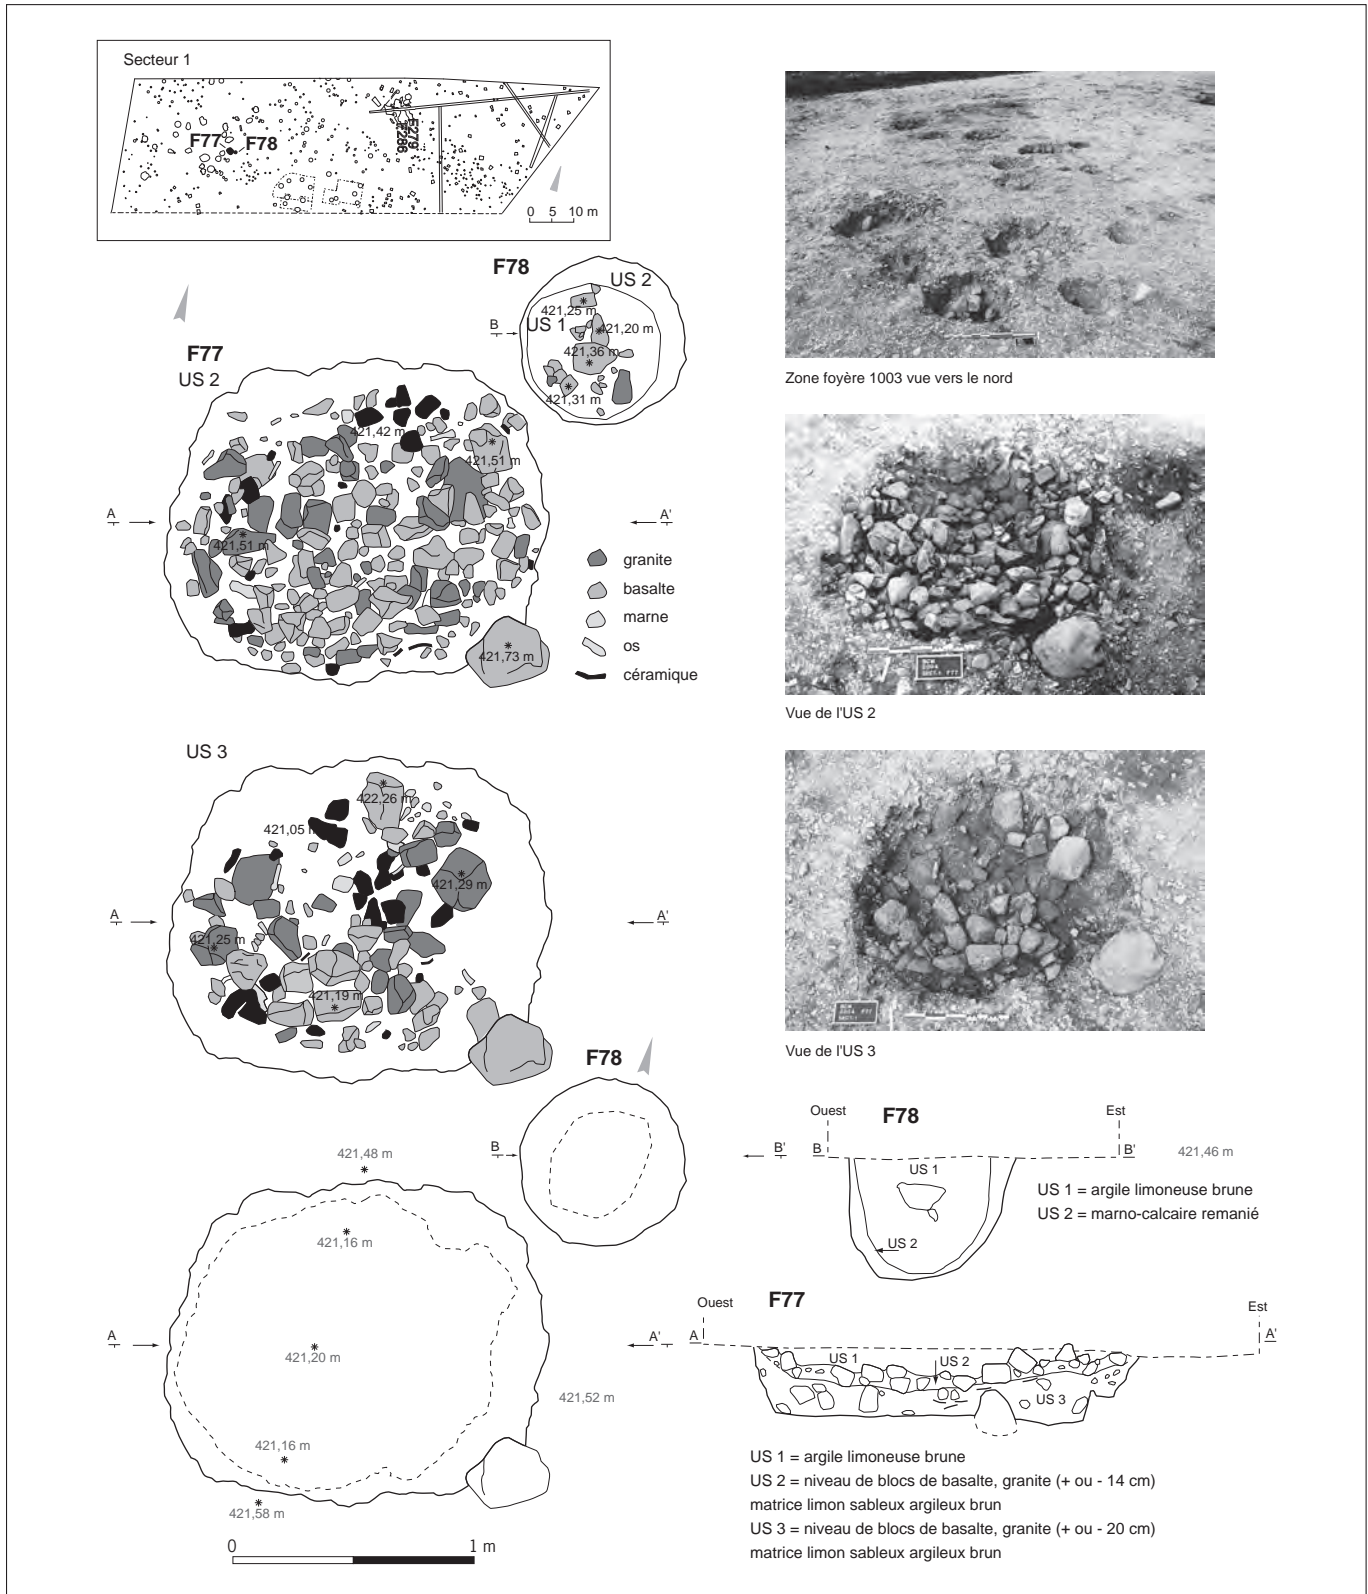 Secteur 1
F77
F78
F279
F286
0 5 10 m
F78
US 2
421,25 m
US 1
421,20 m
421,36 m
421,31 m
B
F77
US 2
421,42 m
421,51 m
A
A'
421,51 m
421,73 m
granite
basalte
marne
os
céramique
Zone foyère 1003 vue vers le nord
Vue de l'US 2
US 3
422,26 m
421,05 m
421,29 m
A
A'
421,25 m
421,19 m
Vue de l'US 3
F78
B
B'
421,48 m
421,16 m
A
A'
421,20 m
421,52 m
421,16 m
421,58 m
0 1 m
Ouest
F78
Est
B
B'
421,46 m
US 1
US 2
US 1 = argile limoneuse brune
US 2 = marno-calcaire remanié
Ouest
F77
Est
A
A'
US 1
US 2
US 3
US 1 = argile limoneuse brune
US 2 = niveau de blocs de basalte, granite (+ ou - 14 cm)
matrice limon sableux argileux brun
US 3 = niveau de blocs de basalte, granite (+ ou - 20 cm)
matrice limon sableux argileux brun